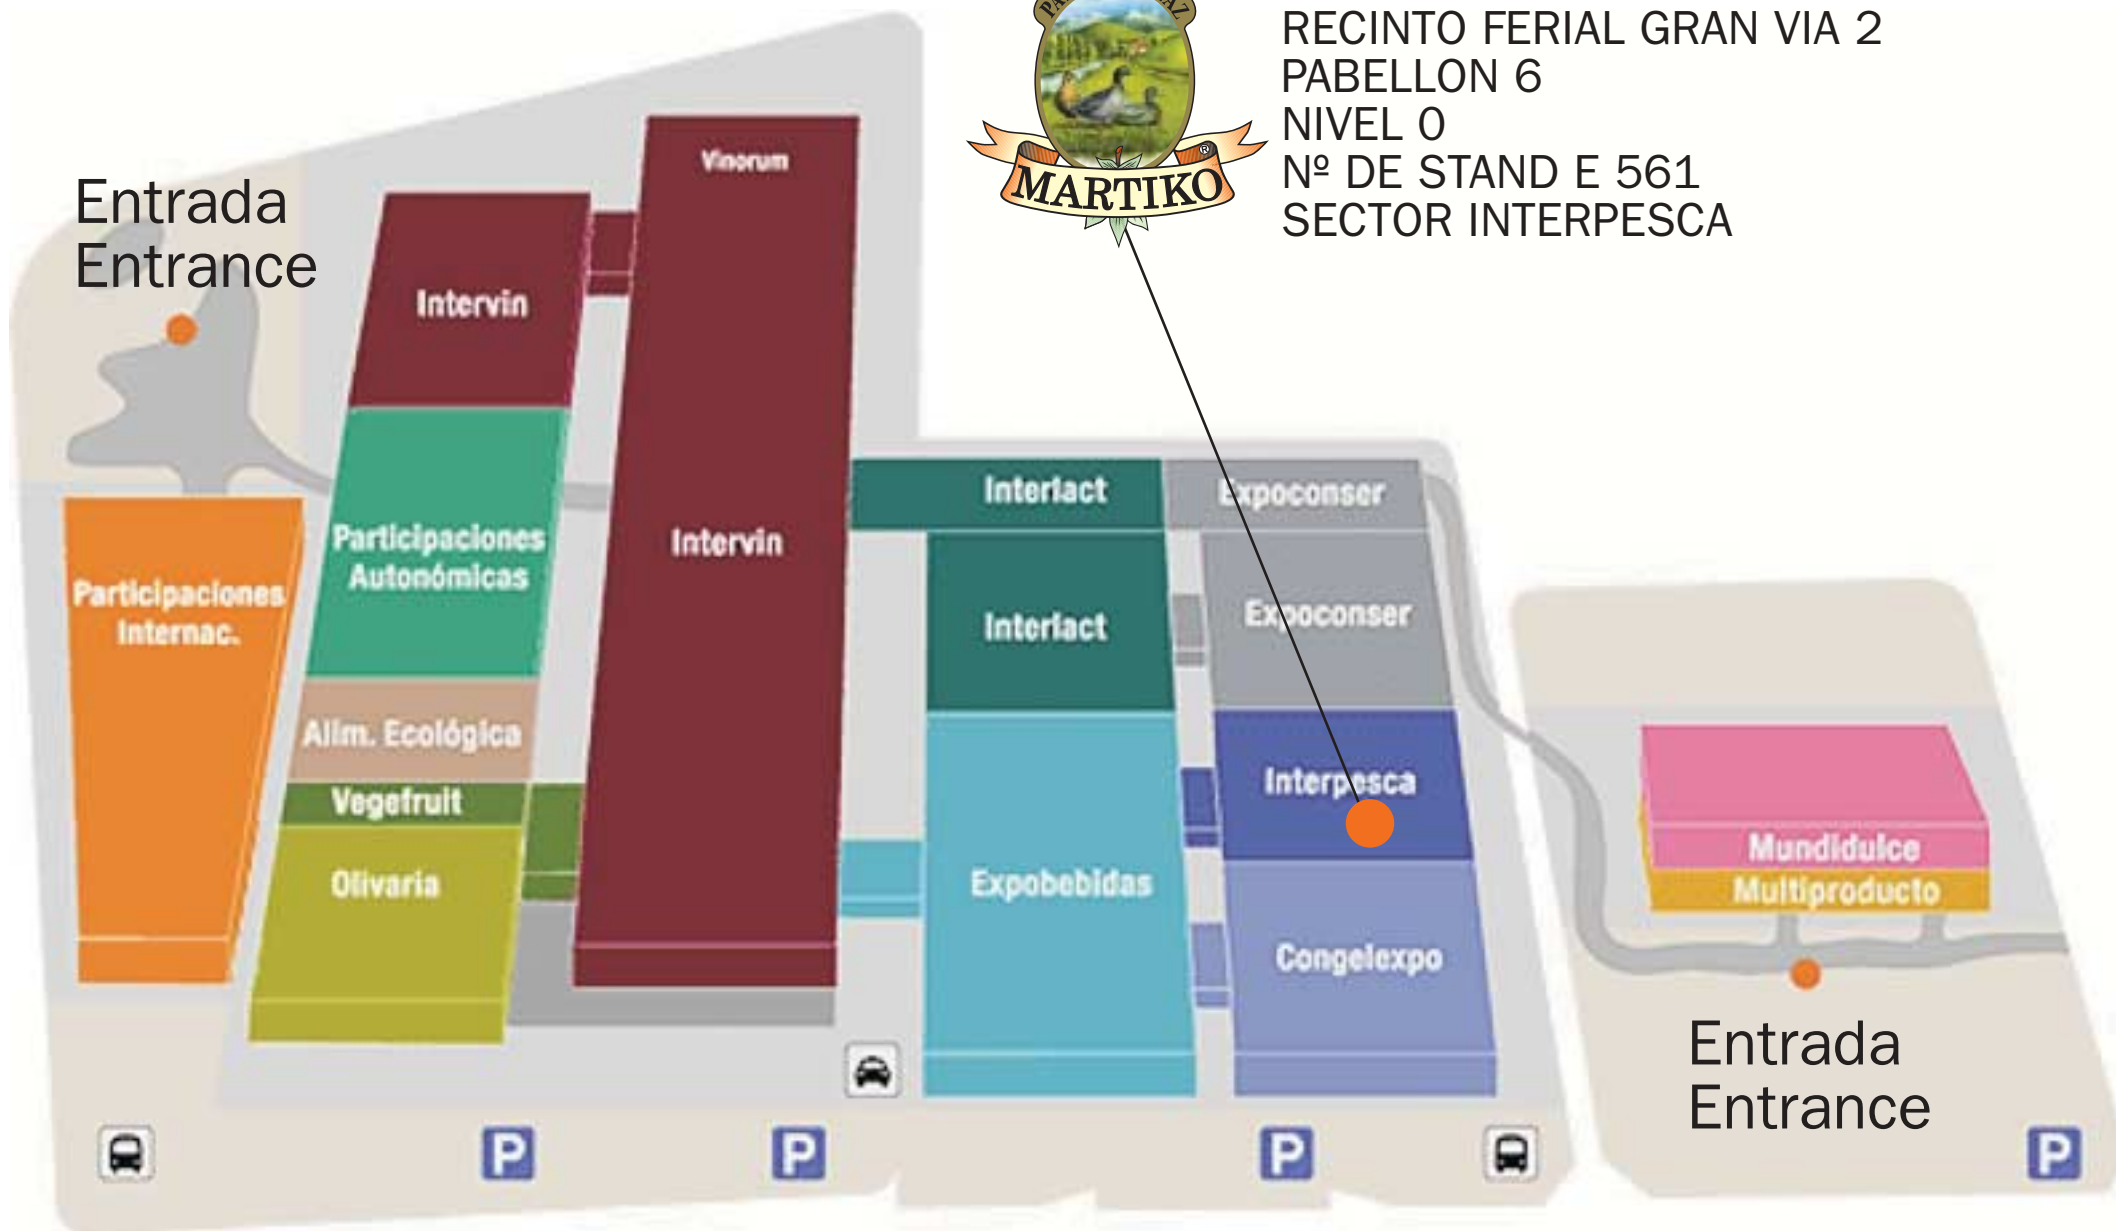 RECINTO FERIAL GRAN VIA 2
PABELLON 6
NIVEL 0
Nº DE STAND E 561
SECTOR INTERPESCA
MARTIKO
®
Entrada
Entrance
Vinorum
Intervin
Intervin
Participaciones
Autonómicas
Participaciones
Internac.
Alim. Ecológica
Vegefruit
Olivaria
Interlact
Expoconser
Interlact
Expoconser
Interpesca
Expobebidas
Congelexpo
Mundidulce
Multiproducto
Entrada
Entrance
P
P
P
P